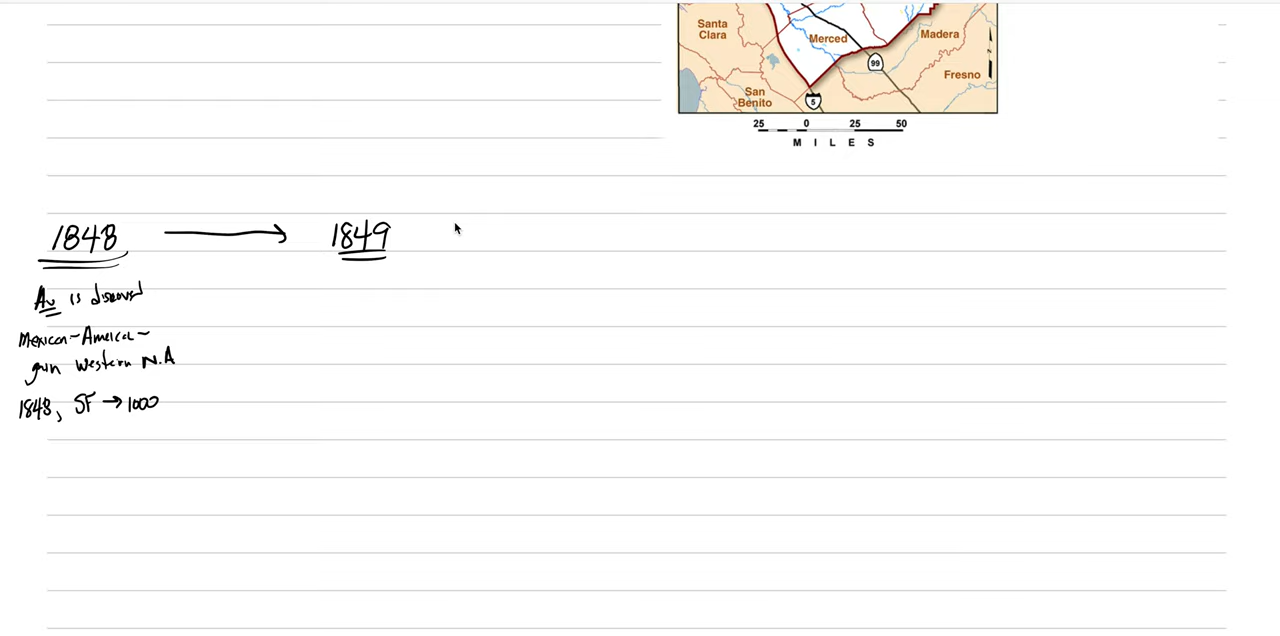 Santa
Clara
Merced
Madera
99
Fresno
San
Benito
5
25 0 25 50
MILES
1848 → 1849
Au is discovered
Mexican-American-
gain western N.A
1848, SF → 1000